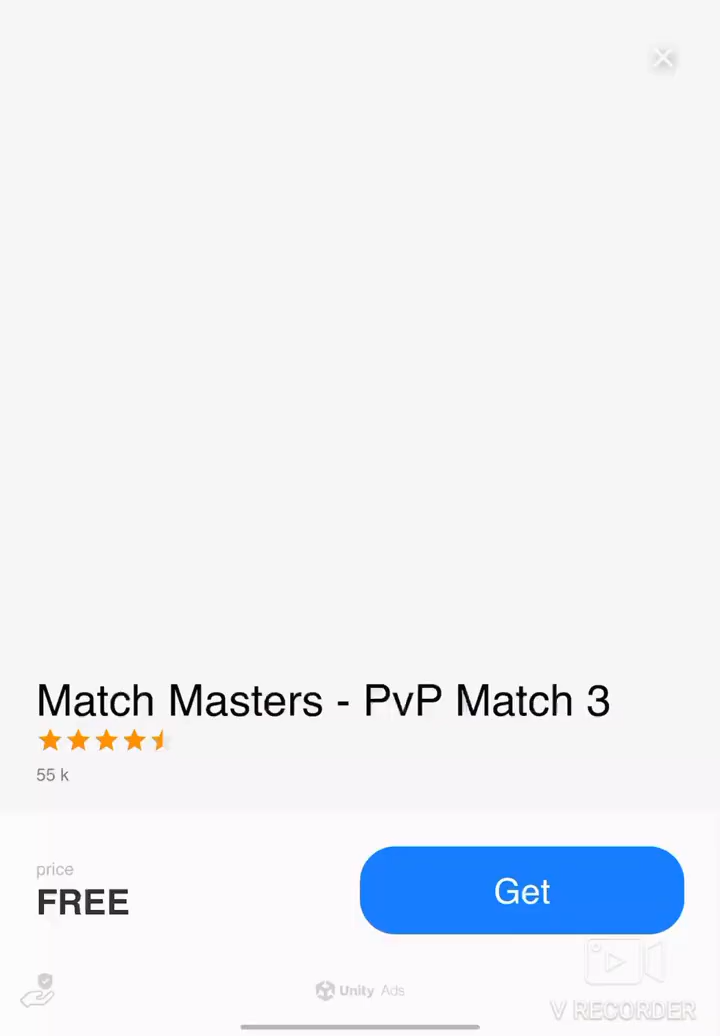 Match Masters - PvP Match 3
55 k
price
FREE
Get
Unity Ads
V RECORDER